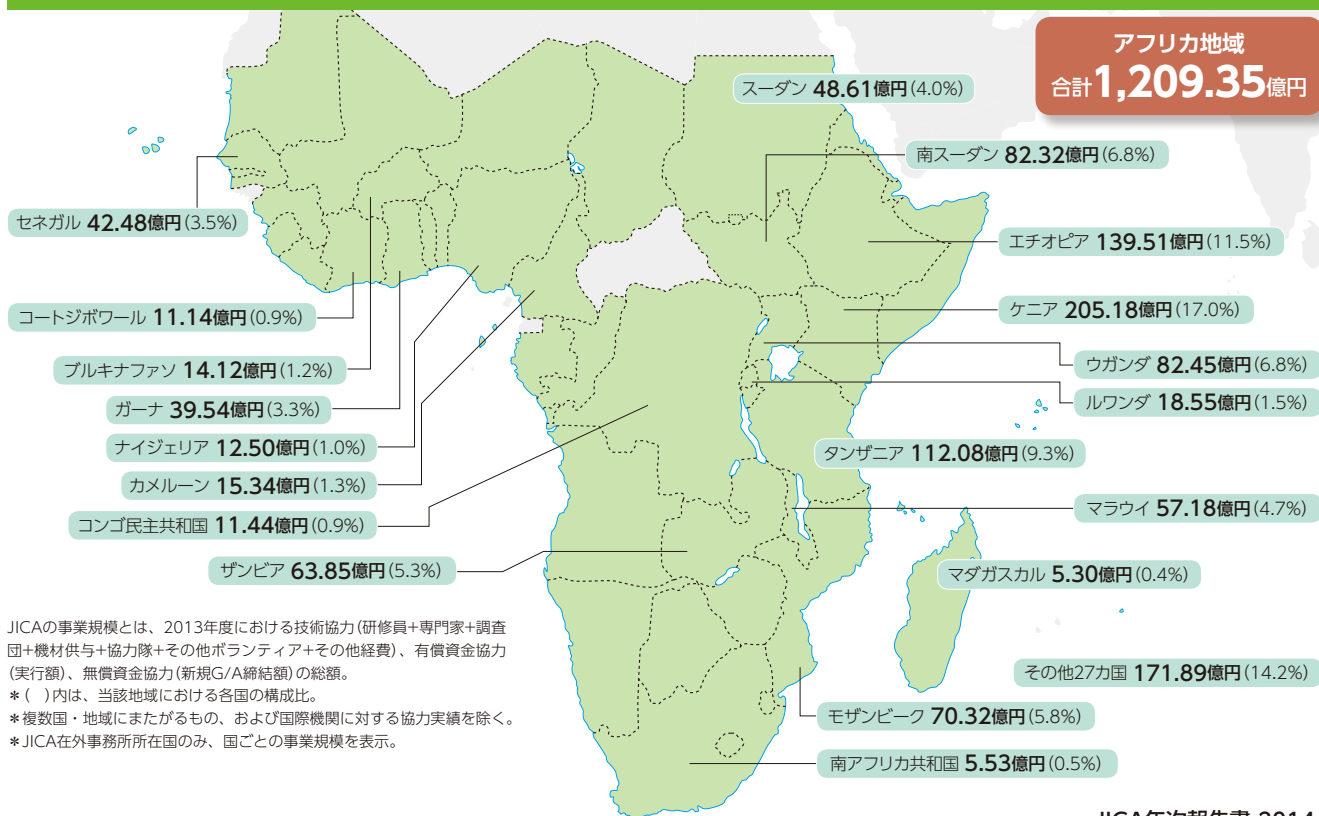 アフリカ地域
合計1,209.35億円
スーダン 48.61億円(4.0%)
南スーダン 82.32億円(6.8%)
セネガル 42.48億円(3.5%)
エチオピア 139.51億円(11.5%)
コートジボワール 11.14億円(0.9%)
ケニア 205.18億円(17.0%)
ブルキナファソ 14.12億円(1.2%)
ウガンダ 82.45億円(6.8%)
ガーナ 39.54億円(3.3%)
ルワンダ 18.55億円(1.5%)
ナイジェリア 12.50億円(1.0%)
タンザニア 112.08億円(9.3%)
カメルーン 15.34億円(1.3%)
マラウイ 57.18億円(4.7%)
コンゴ民主共和国 11.44億円(0.9%)
ザンビア 63.85億円(5.3%)
マダガスカル 5.30億円(0.4%)
JICAの事業規模とは、2013年度における技術協力(研修員+専門家+調査
団+機材供与+協力隊+その他ボランティア+その他経費)、有償資金協力
(実行額)、無償資金協力(新規G/A締結額)の総額。
＊( )内は、当該地域における各国の構成比。
＊複数国・地域にまたがるもの、および国際機関に対する協力実績を除く。
＊JICA在外事務所所在国のみ、国ごとの事業規模を表示。
その他27カ国 171.89億円(14.2%)
モザンビーク 70.32億円(5.8%)
南アフリカ共和国 5.53億円(0.5%)
JICA年次報告書 2014